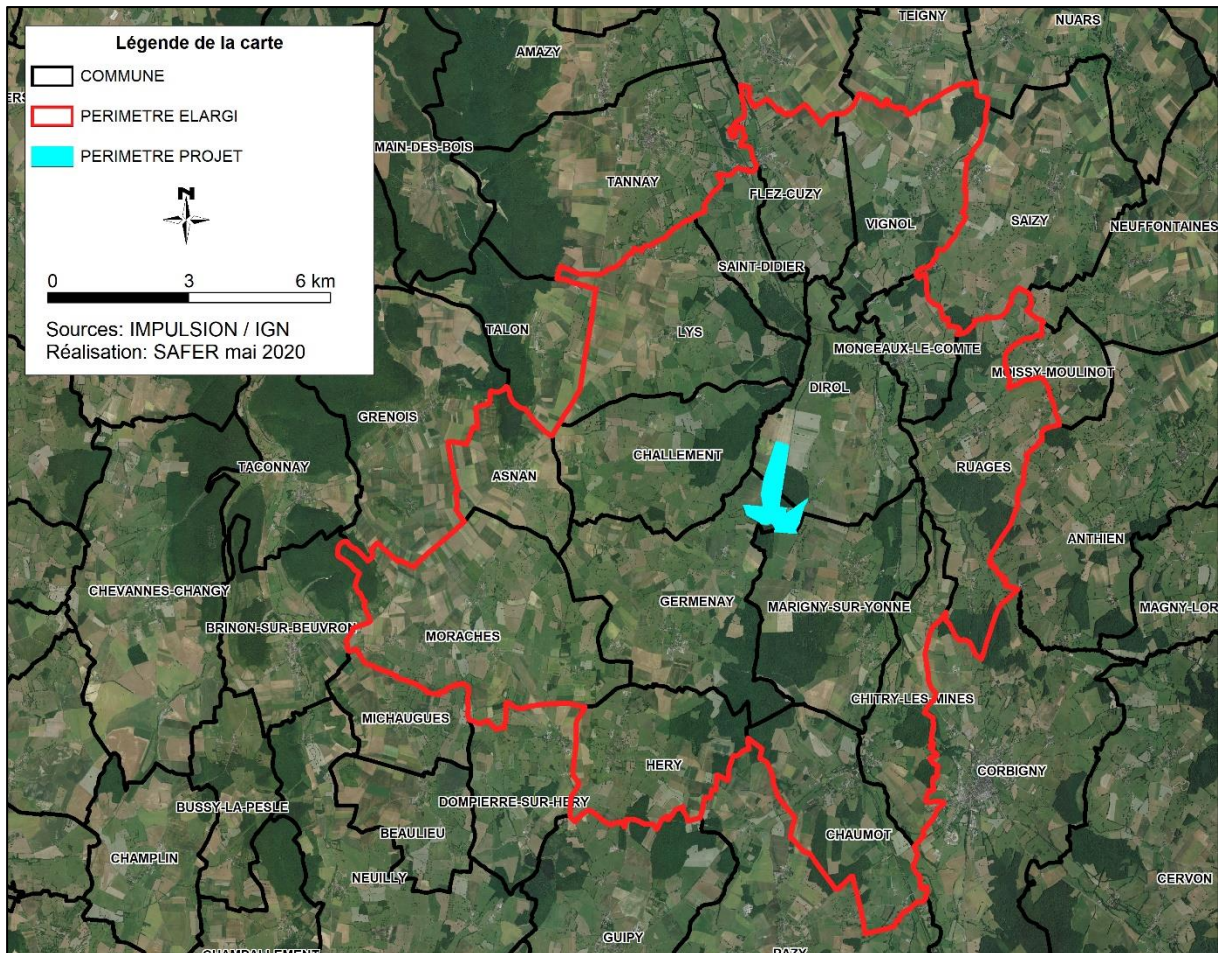 TEIGNY
NUARS
Légende de la carte
AMAZY
COMMUNE
PERIMETRE ELARGI
PERIMETRE PROJET
MAIN-DES-BOIS
N
TANNAY
FLEZ-CUZY
VIGNOL
SAIZY
NEUFFONTAINES
SAINT-DIDIER
0 3 6 km
Sources: IMPULSION / IGN
Réalisation: SAFER mai 2020
TALON
LYS
MONCEAUX-LE-COMTE
MOISSY-MOULINOT
DIROL
GRENOIS
TACONNAY
ASNAN
CHALLEMENT
RUAGES
ANTHIEN
CHEVANNES-CHANGY
GERMENAY
MARIGNY-SUR-YONNE
MAGNY-LOR
BRINON-SUR-BEUVRON
MORACHES
CHITRY-LES-MINES
MICHAUGUES
HERY
CORBIGNY
BUSSY-LA-PESLE
DOMPIERRE-SUR-HERY
BEAULIEU
CHAUMOT
CHAMPLIN
NEUILLY
CERVON
GUIPY